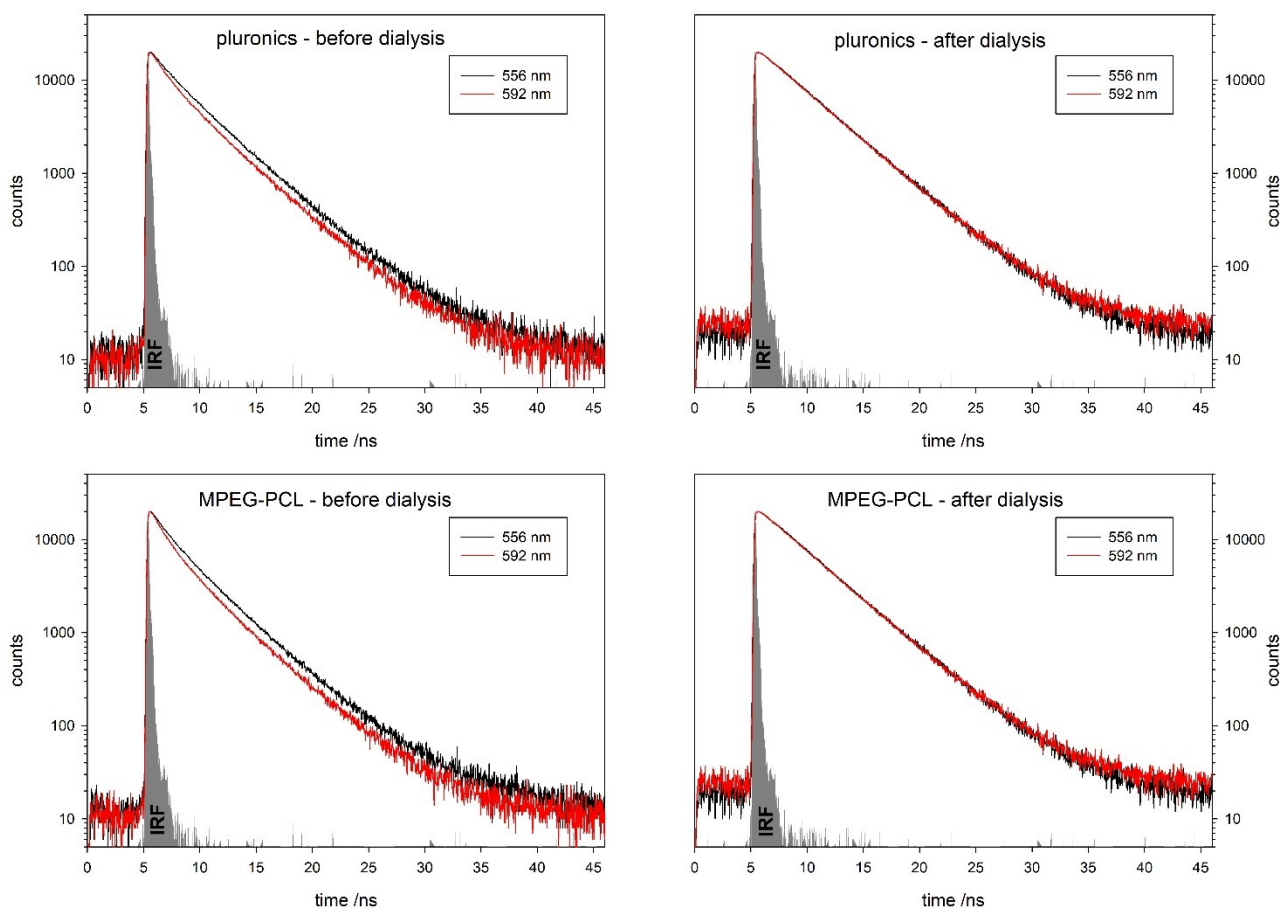 pluronics - before dialysis
556 nm
592 nm
10000
1000
100
10
counts
IRF
0 5 10 15 20 25 30 35 40 45
time /ns
pluronics - after dialysis
556 nm
592 nm
10000
1000
100
10
counts
counts
IRF
0 5 10 15 20 25 30 35 40 45
time /ns
MPEG-PCL - before dialysis
556 nm
592 nm
10000
1000
100
10
counts
IRF
0 5 10 15 20 25 30 35 40 45
time /ns
MPEG-PCL - after dialysis
556 nm
592 nm
10000
1000
100
10
counts
counts
IRF
0 5 10 15 20 25 30 35 40 45
time /ns